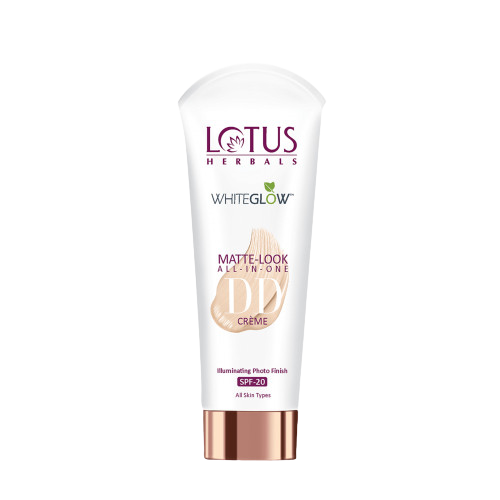 LOTUS
HERBALS
WHITEGLOW™
MATTE-LOOK
ALL-IN-ONE
DD
CRÈME
Illuminating Photo Finish
SPF-20
All Skin Types